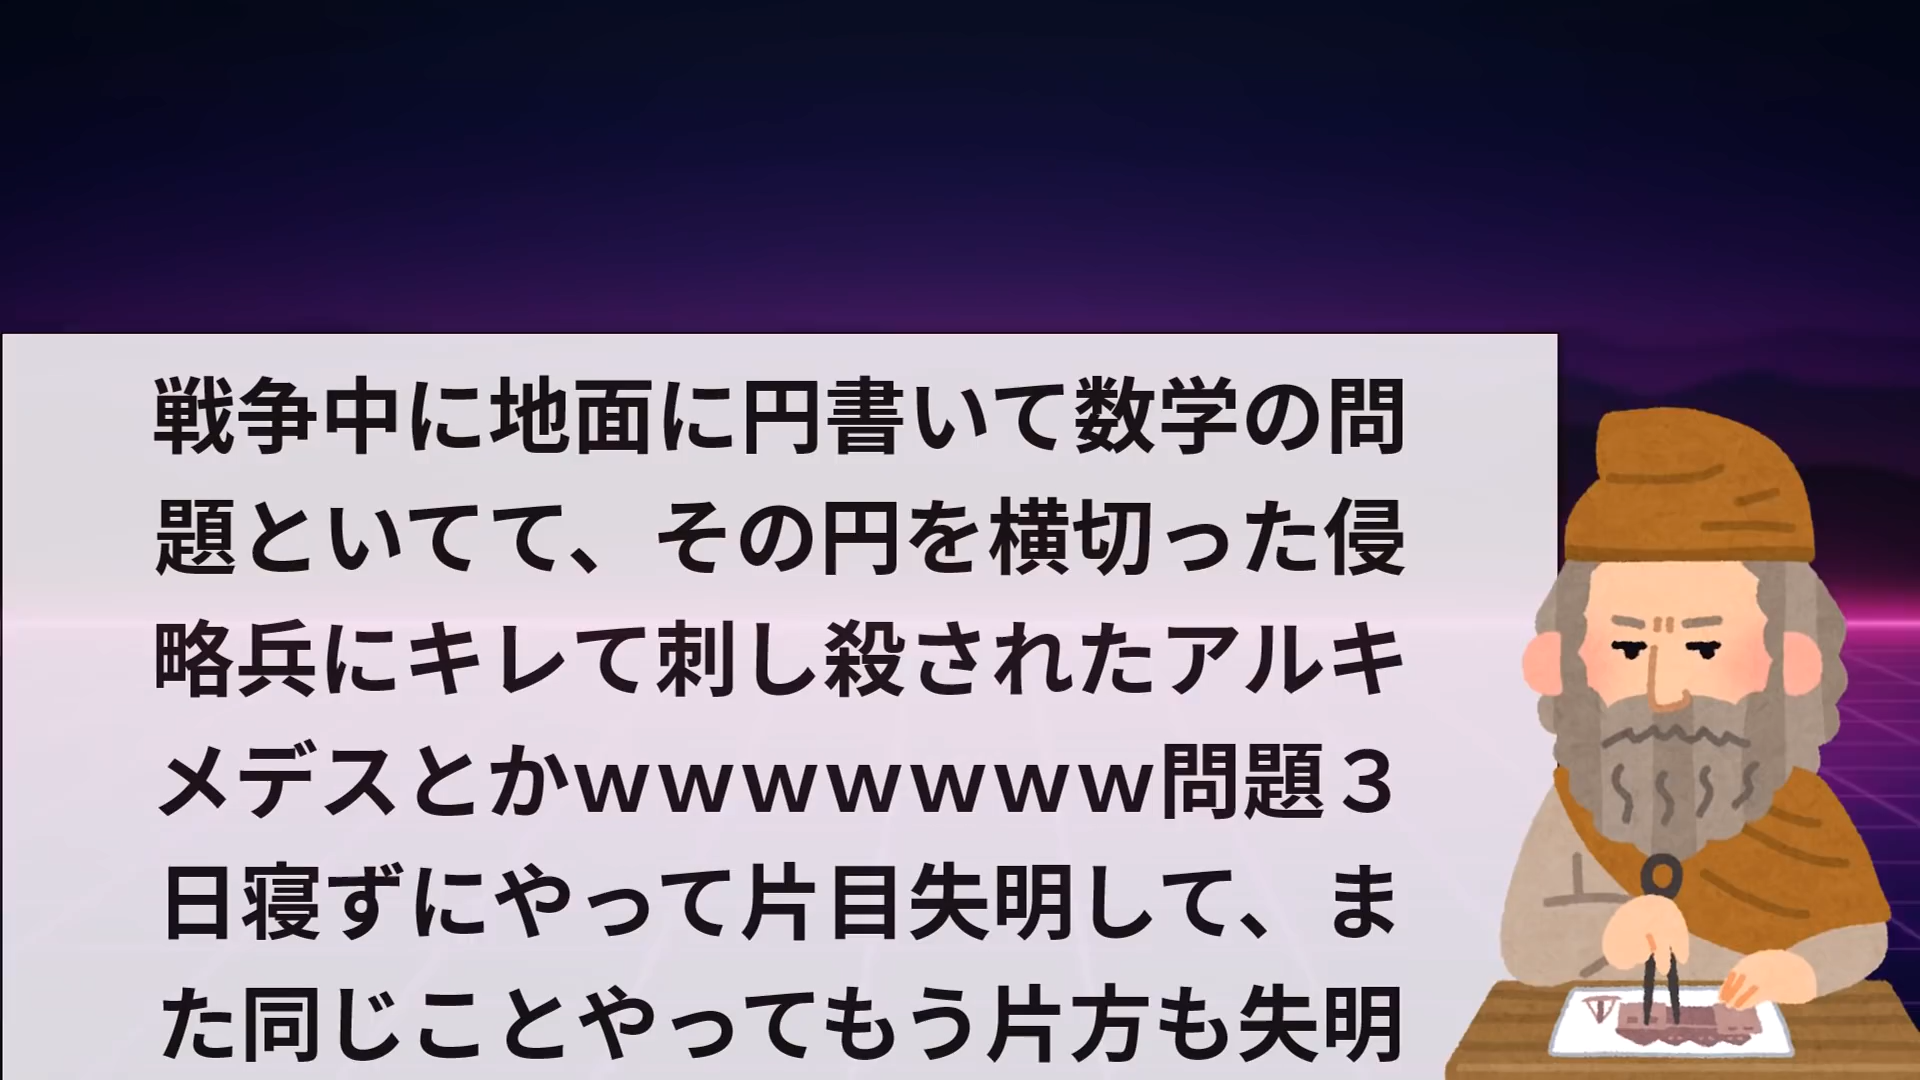 戦争中に地面に円書いて数学の問
題といてて、その円を横切った侵
略兵にキレて刺し殺されたアルキ
メデスとかｗｗｗｗｗｗｗ問題３
日寝ずにやって片目失明して、ま
た同じことやってもう片方も失明